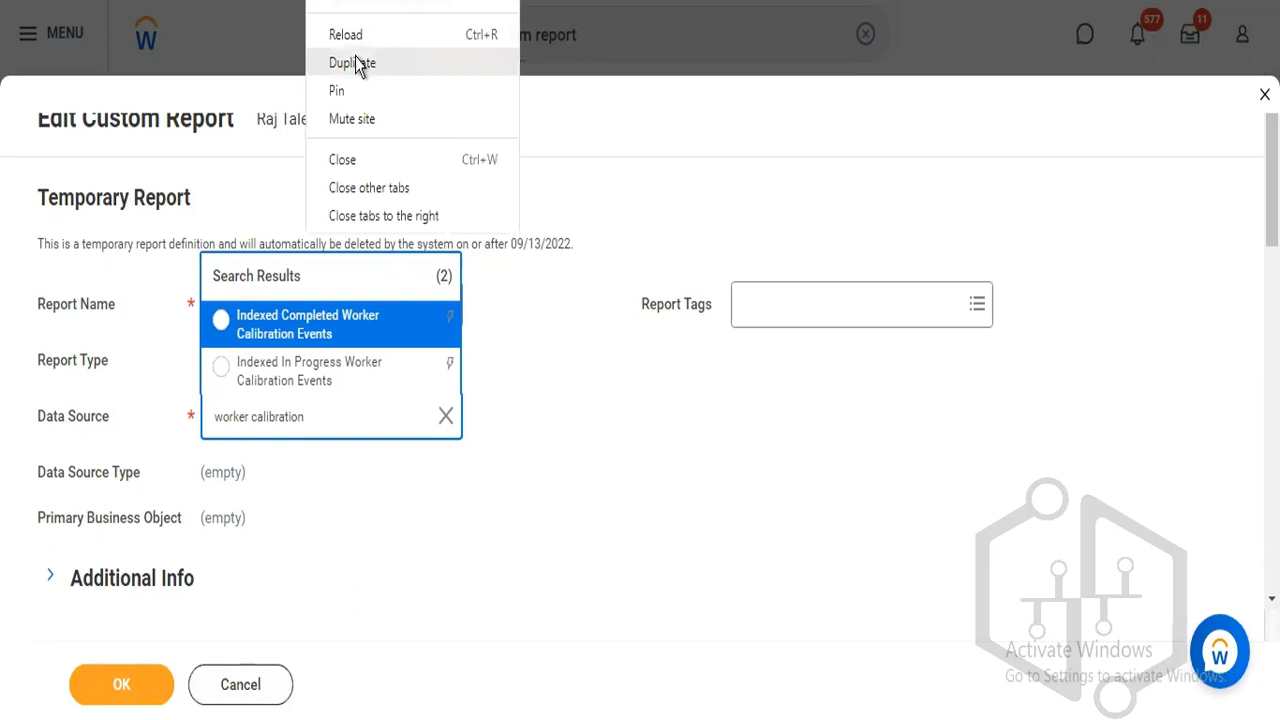 MENU
m report
577
11
Reload Ctrl+R
Duplicate
Pin
Mute site
Close Ctrl+W
Close other tabs
Close tabs to the right
Edit Custom Report Raj Tale
Temporary Report
This is a temporary report definition and will automatically be deleted by the system on or after 09/13/2022.
Report Name *
Search Results (2)
Indexed Completed Worker
Calibration Events
Indexed In Progress Worker
Calibration Events
Report Tags
Report Type
Data Source * worker calibration
Data Source Type (empty)
Primary Business Object (empty)
Additional Info
OK
Cancel
Activate Windows
Go to Settings to activate Windows.